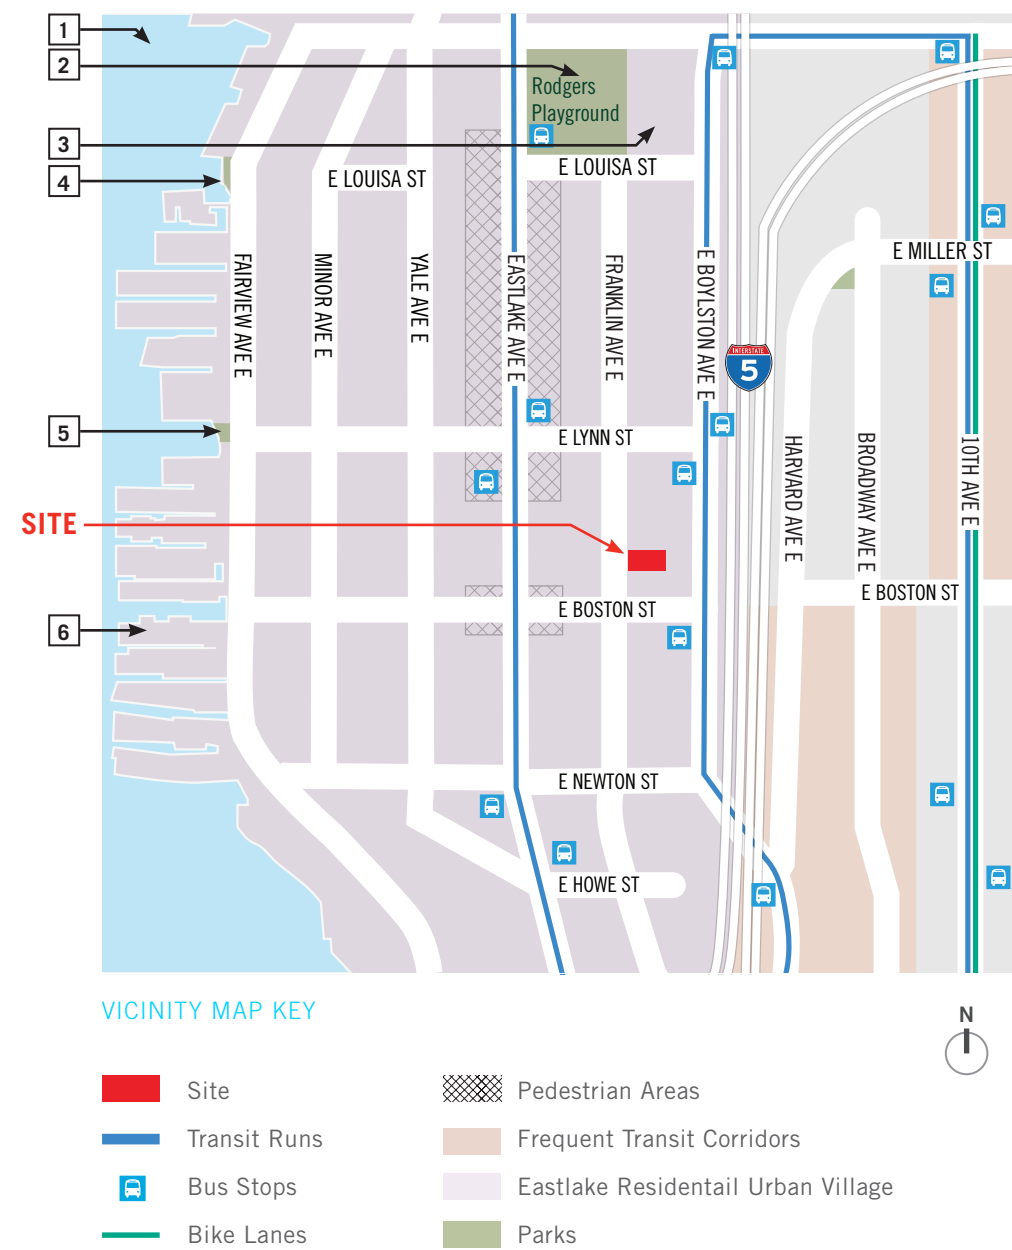 1
2
Rodgers
Playground
3
E LOUISA ST
4
E LOUISA ST
E MILLER ST
FAIRVIEW AVE E
MINOR AVE E
YALE AVE E
EASTLAKE AVE E
FRANKLIN AVE E
E BOYLSTON AVE E
INTERSTATE
5
5
E LYNN ST
HARVARD AVE E
BROADWAY AVE E
10TH AVE E
SITE
E BOSTON ST
E BOSTON ST
6
E NEWTON ST
E HOWE ST
VICINITY MAP KEY
N
Site
Pedestrian Areas
Transit Runs
Frequent Transit Corridors
Bus Stops
Eastlake Residentail Urban Village
Bike Lanes
Parks